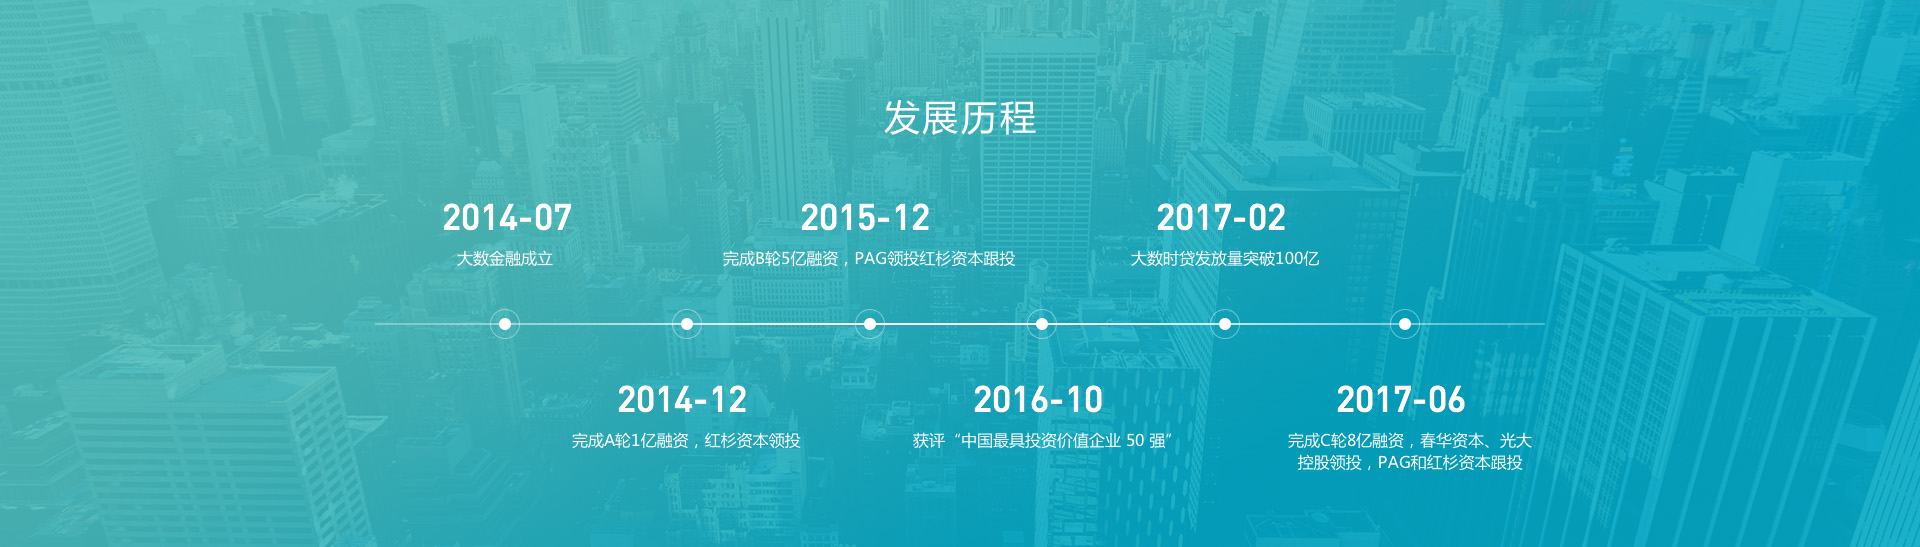 发展历程
2014-07
大数金融成立
2015-12
完成B轮5亿融资，PAG领投红杉资本跟投
2017-02
大数时贷发放量突破100亿
2014-12
完成A轮1亿融资，红杉资本领投
2016-10
获评“中国最具投资价值企业 50 强”
2017-06
完成C轮8亿融资，春华资本、光大
控股领投，PAG和红杉资本跟投